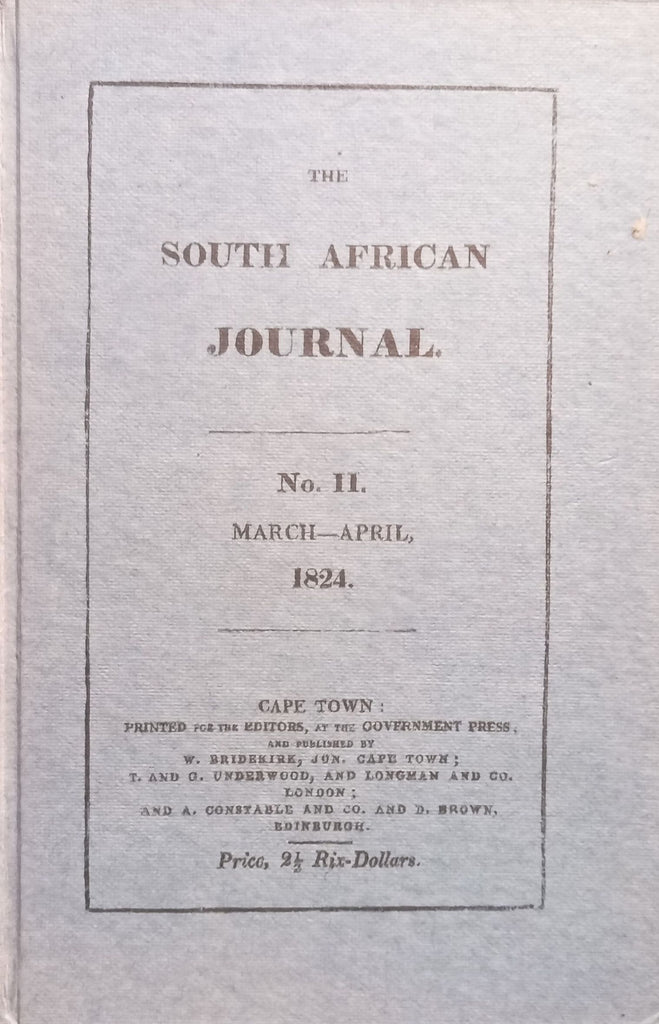 THE
SOUTH AFRICAN
JOURNAL.
No. II.
MARCH—APRIL,
1824.
CAPE TOWN:
PRINTED FOR THE EDITORS, AT THE GOVERNMENT PRESS,
AND PUBLISHED BY
W. BRIDEKIRK, JUN. CAPE TOWN;
T. AND G. UNDERWOOD, AND LONGMAN AND CO.
LONDON;
AND A. CONSTABLE AND CO. AND D. BROWN,
EDINBURGH.
Price, 2½ Rix-Dollars.